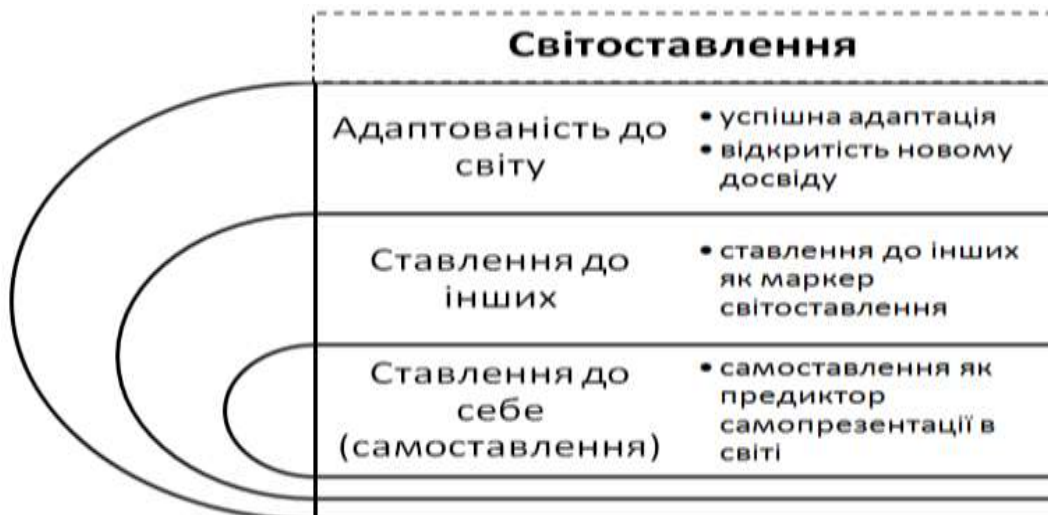 Світоставлення
Адаптованість до
світу
• успішна адаптація
• відкритість новому
досвіду
Ставлення до
інших
• ставлення до інших
як маркер
світоставлення
Ставлення до
себе
(самоставлення)
• самоставлення як
предиктор
самопрезентації в
світі